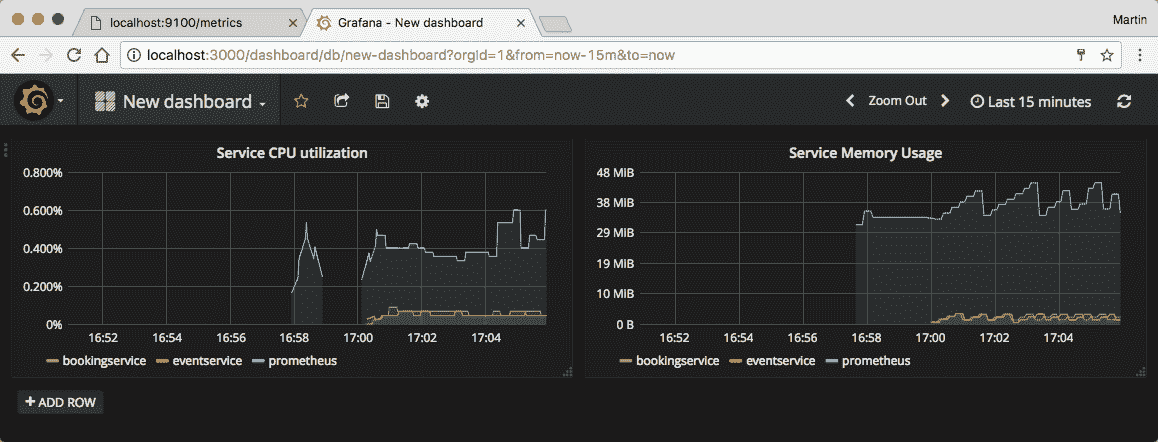 localhost:9100/metrics
Grafana - New dashboard
Martin
localhost:3000/dashboard/db/new-dashboard?orgId=1&from=now-15m&to=now
New dashboard
Zoom Out
Last 15 minutes
Service CPU utilization
0.800%
0.600%
0.400%
0.200%
0%
16:52 16:54 16:56 16:58 17:00 17:02 17:04
bookingservice eventservice prometheus
Service Memory Usage
48 MiB
38 MiB
29 MiB
19 MiB
10 MiB
0 B
16:52 16:54 16:56 16:58 17:00 17:02 17:04
bookingservice eventservice prometheus
+ ADD ROW